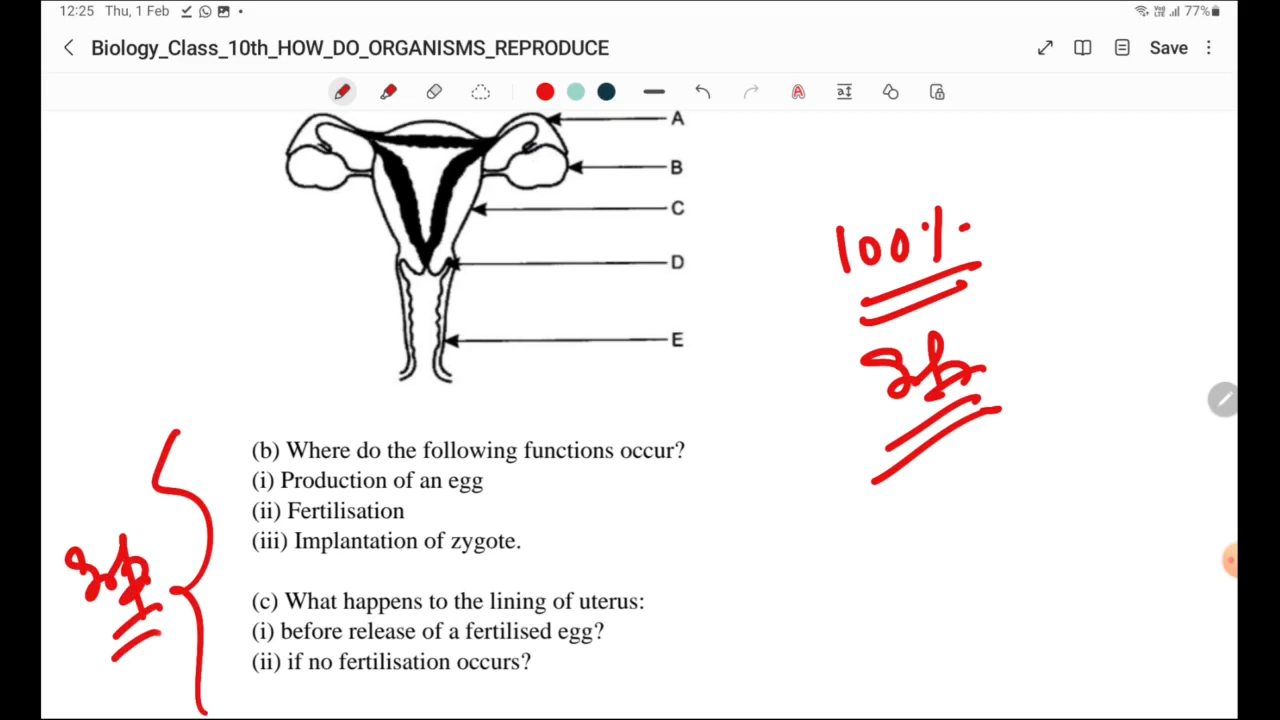 12:25 Thu, 1 Feb
77%
Biology_Class_10th_HOW_DO_ORGANISMS_REPRODUCE
Save
A
B
C
D
E
100%
(b) Where do the following functions occur?
(i) Production of an egg
(ii) Fertilisation
(iii) Implantation of zygote.
(c) What happens to the lining of uterus:
(i) before release of a fertilised egg?
(ii) if no fertilisation occurs?